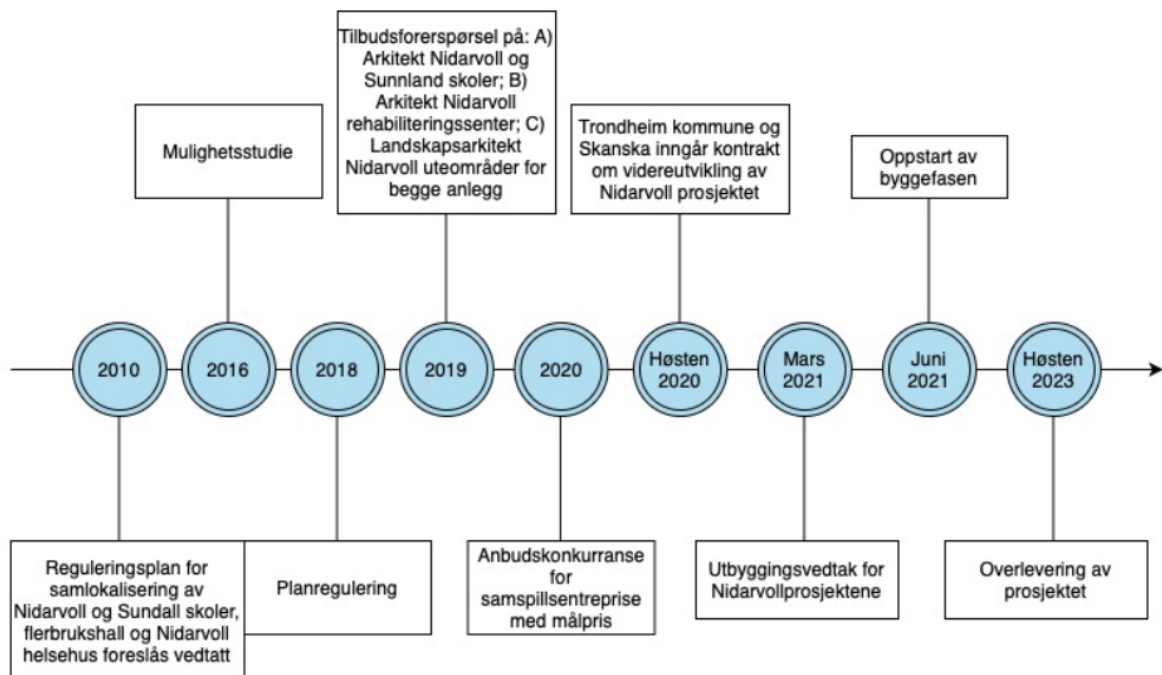 Tilbudsforerspørsel på: A)
Arkitekt Nidarvoll og
Sunnland skoler; B)
Arkitekt Nidarvoll
rehabiliteringssenter; C)
Landskapsarkitekt
Nidarvoll uteområder for
begge anlegg
Mulighetsstudie
Trondheim kommune og
Skanska inngår kontrakt
om videreutvikling av
Nidarvoll prosjektet
Oppstart av
byggefasen
2010
2016
2018
2019
2020
Høsten
2020
Mars
2021
Juni
2021
Høsten
2023
Reguleringsplan for
samlokalisering av
Nidarvoll og Sundall skoler,
flerbrukshall og Nidarvoll
helsehus foreslås vedtatt
Planregulering
Anbudskonkurranse
for
samspillsentreprise
med målpris
Utbyggingsvedtak for
Nidarvollprosjektene
Overlevering av
prosjektet